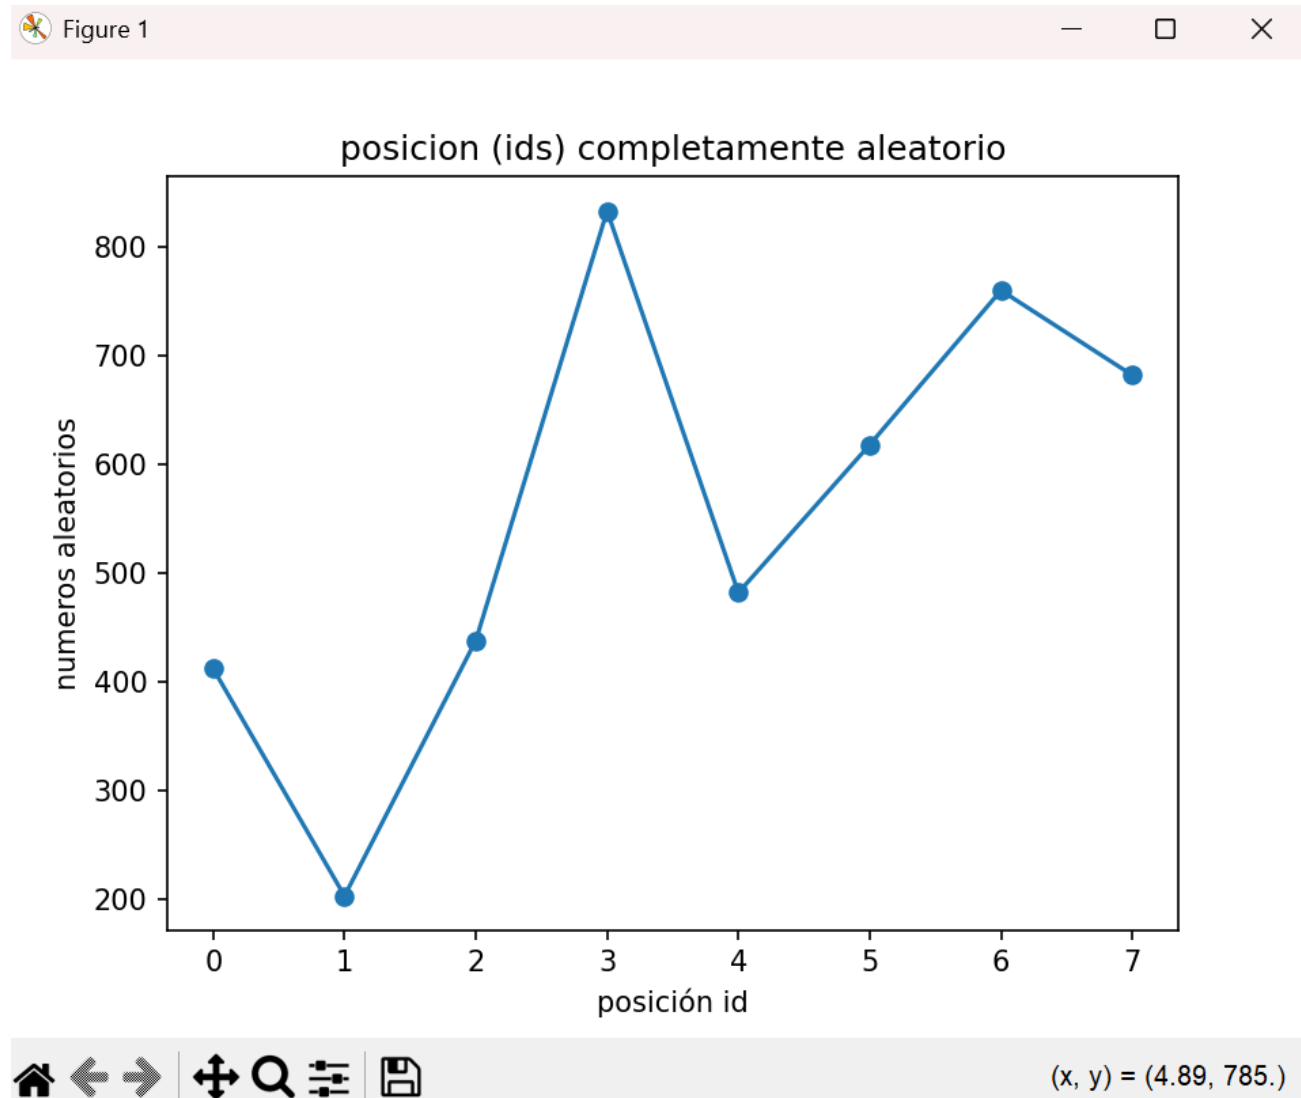 Figure 1
posicion (ids) completamente aleatorio
numeros aleatorios
800
700
600
500
400
300
200
0 1 2 3 4 5 6 7
posición id
(x, y) = (4.89, 785.)